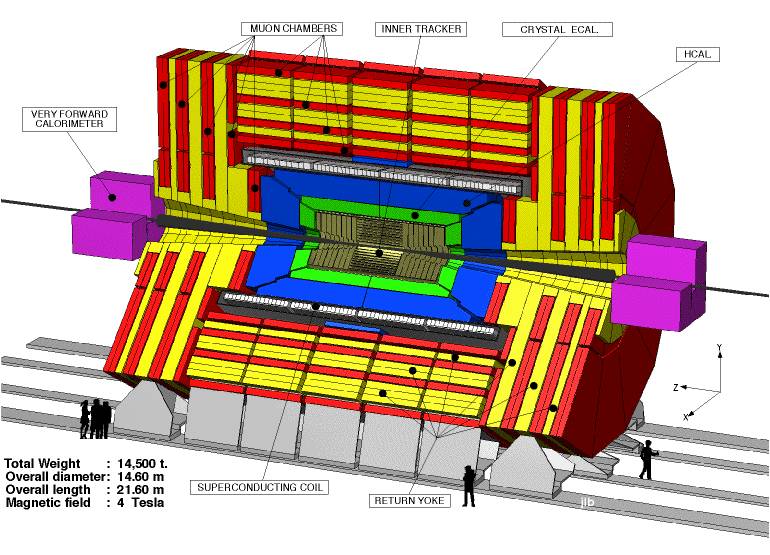 MUON CHAMBERS
INNER TRACKER
CRYSTAL ECAL.
HCAL.
VERY FORWARD
CALORIMETER
Y
Z
X
Total Weight : 14,500 t.
Overall diameter: 14.60 m
Overall length : 21.60 m
Magnetic field : 4 Tesla
SUPERCONDUCTING COIL
RETURN YOKE
jlb